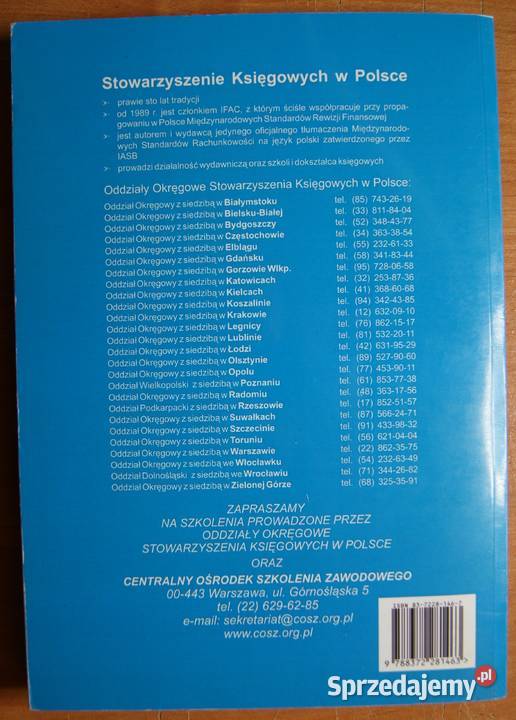 Stowarzyszenie Księgowych w Polsce
➢ prawie sto lat tradycji
➢ od 1989 r. jest członkiem IFAC, z którym ściśle współpracuje przy propa-
gowaniu w Polsce Międzynarodowych Standardów Rewizji Finansowej
➢ jest autorem i wydawcą jedynego oficjalnego tłumaczenia Międzynarodo-
wych Standardów Rachunkowości na język polski zatwierdzonego przez
IASB
➢ prowadzi działalność wydawniczą oraz szkoli i dokształca księgowych
Oddziały Okręgowe Stowarzyszenia Księgowych w Polsce:
Oddział Okręgowy z siedzibą w Białymstoku tel. (85) 743-26-19
Oddział Okręgowy z siedzibą w Bielsku-Białej tel. (33) 811-84-04
Oddział Okręgowy z siedzibą w Bydgoszczy tel. (52) 348-43-77
Oddział Okręgowy z siedzibą w Częstochowie tel. (34) 363-38-54
Oddział Okręgowy z siedzibą w Elblągu tel. (55) 232-61-33
Oddział Okręgowy z siedzibą w Gdańsku tel. (58) 341-83-44
Oddział Okręgowy z siedzibą w Gorzowie Wlkp. tel. (95) 728-06-58
Oddział Okręgowy z siedzibą w Katowicach tel. (32) 253-87-36
Oddział Okręgowy z siedzibą w Kielcach tel. (41) 368-60-68
Oddział Okręgowy z siedzibą w Koszalinie tel. (94) 342-43-85
Oddział Okręgowy z siedzibą w Krakowie tel. (12) 632-09-10
Oddział Okręgowy z siedzibą w Legnicy tel. (76) 862-15-17
Oddział Okręgowy z siedzibą w Lublinie tel. (81) 532-20-11
Oddział Okręgowy z siedzibą w Łodzi tel. (42) 631-95-29
Oddział Okręgowy z siedzibą w Olsztynie tel. (89) 527-90-60
Oddział Okręgowy z siedzibą w Opolu tel. (77) 453-90-11
Oddział Wielkopolski z siedzibą w Poznaniu tel. (61) 853-77-38
Oddział Okręgowy z siedzibą w Radomiu tel. (48) 363-17-56
Oddział Podkarpacki z siedzibą w Rzeszowie tel. (17) 852-51-57
Oddział Okręgowy z siedzibą w Suwałkach tel. (87) 566-24-71
Oddział Okręgowy z siedzibą w Szczecinie tel. (91) 433-98-32
Oddział Okręgowy z siedzibą w Toruniu tel. (56) 621-04-04
Oddział Okręgowy z siedzibą w Warszawie tel. (22) 862-35-75
Oddział Okręgowy z siedzibą we Włocławku tel. (54) 232-63-49
Oddział Dolnośląski z siedzibą we Wrocławiu tel. (71) 344-26-82
Oddział Okręgowy z siedzibą w Zielonej Górze tel. (68) 325-35-91
ZAPRASZAMY
NA SZKOLENIA PROWADZONE PRZEZ
ODDZIAŁY OKRĘGOWE
STOWARZYSZENIA KSIĘGOWYCH W POLSCE
ORAZ
CENTRALNY OŚRODEK SZKOLENIA ZAWODOWEGO
00-443 Warszawa, ul. Górnośląska 5
tel. (22) 629-62-85
e-mail: sekretariat@cosz.org.pl
www.cosz.org.pl
ISBN 83-7228-146-7
9 788372 281463 >
Sprzedajemy.pl